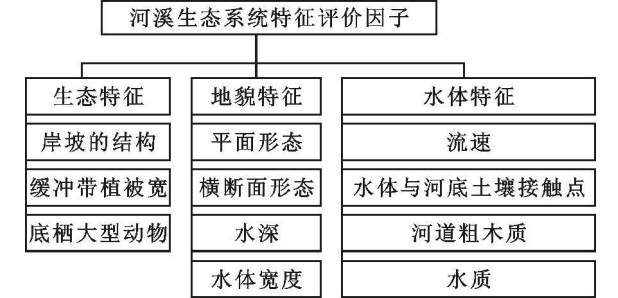 河溪生态系统特征评价因子
生态特征
岸坡的结构
缓冲带植被宽
底栖大型动物
地貌特征
平面形态
横断面形态
水深
水体宽度
水体特征
流速
水体与河底土壤接触点
河道粗木质
水质